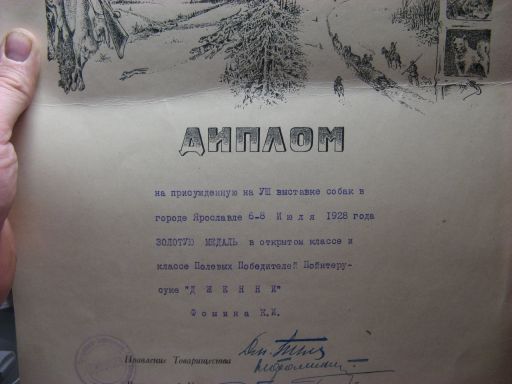 ДИПЛОМ
на присужденную на УШ выставке собак в
городе Ярославле 6-8 Июля 1928 года
ЗОЛОТУЮ МЕДАЛЬ в открытом классе и
классе Полевых Победителей Пойнтеру-
суке "Д Ж Е Н Н И"
Фомина К.И.
Правление Товарищества